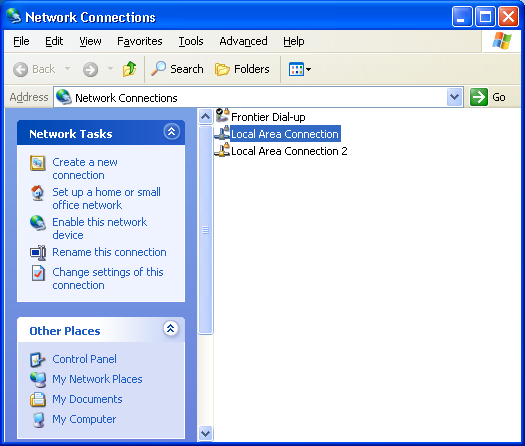 Network Connections
File Edit View Favorites Tools Advanced Help
Back Search Folders
Address Network Connections Go
Network Tasks
Create a new
connection
Set up a home or small
office network
Enable this network
device
Rename this connection
Change settings of this
connection
Other Places
Control Panel
My Network Places
My Documents
My Computer
Frontier Dial-up
Local Area Connection
Local Area Connection 2